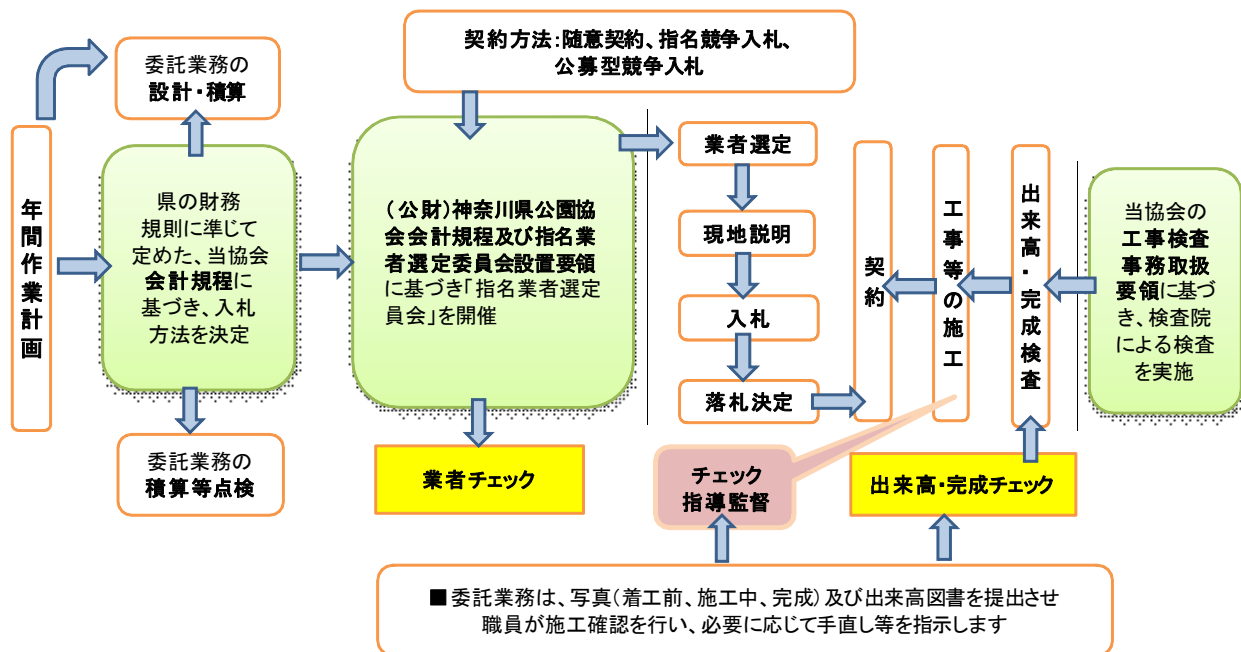 契約方法:随意契約、指名競争入札、
公募型競争入札
委託業務の
設計・積算
年間作業計画
県の財務
規則に準じて
定めた、当協会
会計規程に
基づき、入札
方法を決定
委託業務の
積算等点検
(公財)神奈川県公園協
会会計規程及び指名業
者選定委員会設置要領
に基づき「指名業者選定
員会」を開催
業者チェック
業者選定
現地説明
入札
落札決定
契約
工事等の施工
出来高・完成検査
当協会の
工事検査
事務取扱
要領に基づ
き、検査院
による検査
を実施
チェック
指導監督
出来高・完成チェック
■委託業務は、写真(着工前、施工中、完成)及び出来高図書を提出させ
職員が施工確認を行い、必要に応じて手直し等を指示します